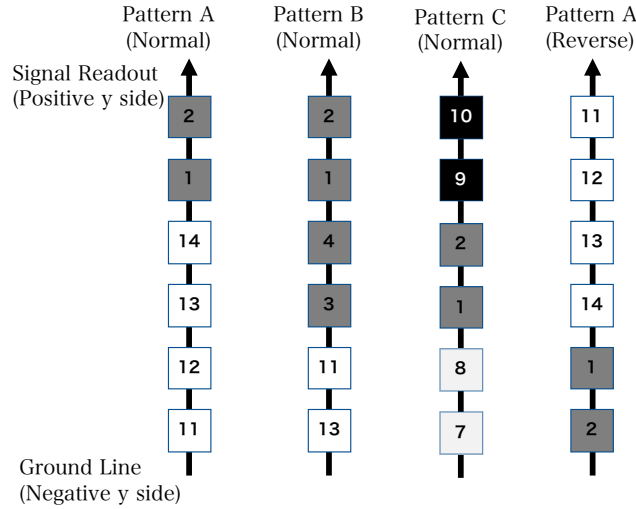 Pattern A Pattern B Pattern C Pattern A
(Normal) (Normal) (Normal) (Reverse)
Signal Readout
(Positive y side)
2 2 10 11
1 1 9 12
14 4 2 13
13 3 1 14
12 11 8 1
11 13 7 2
Ground Line
(Negative y side)